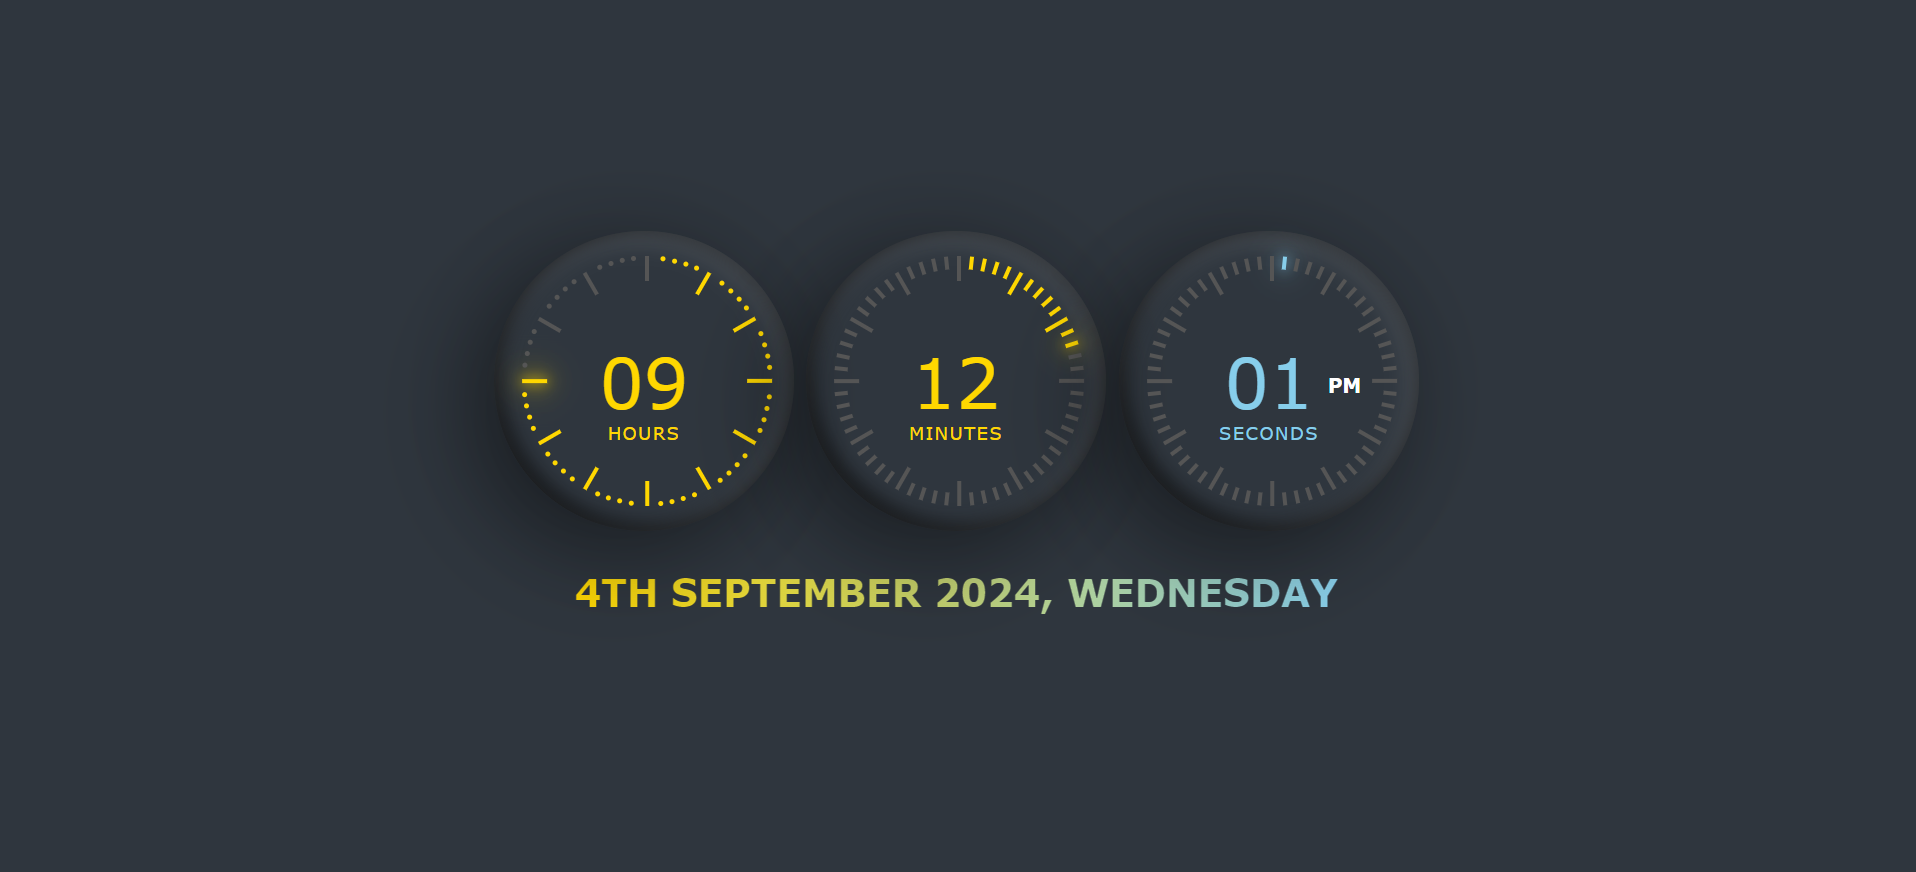 09
HOURS
12
MINUTES
01 PM
SECONDS
4TH SEPTEMBER 2024, WEDNESDAY